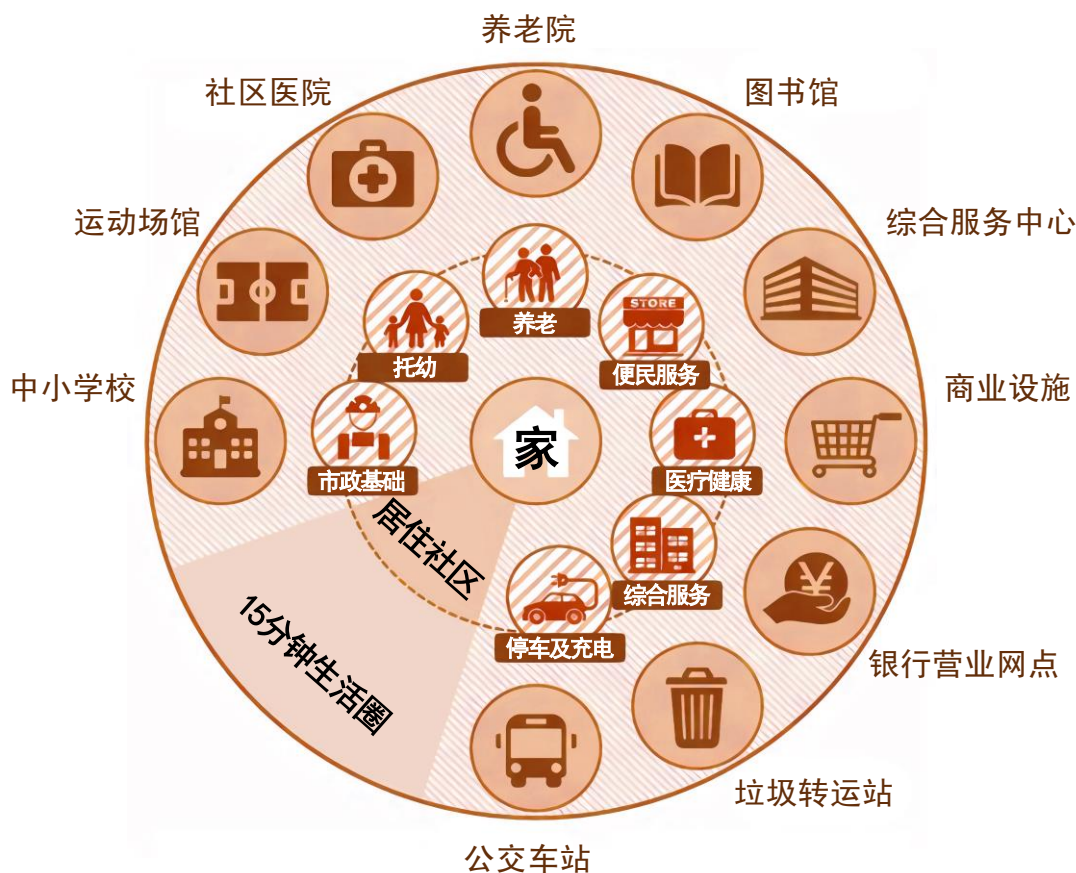 养老院
社区医院
图书馆
运动场馆
综合服务中心
养老
STORE
托幼
便民服务
中小学校
商业设施
家
市政基础
医疗健康
居住社区
综合服务
15分钟生活圈
停车及充电
¥
银行营业网点
垃圾转运站
公交车站